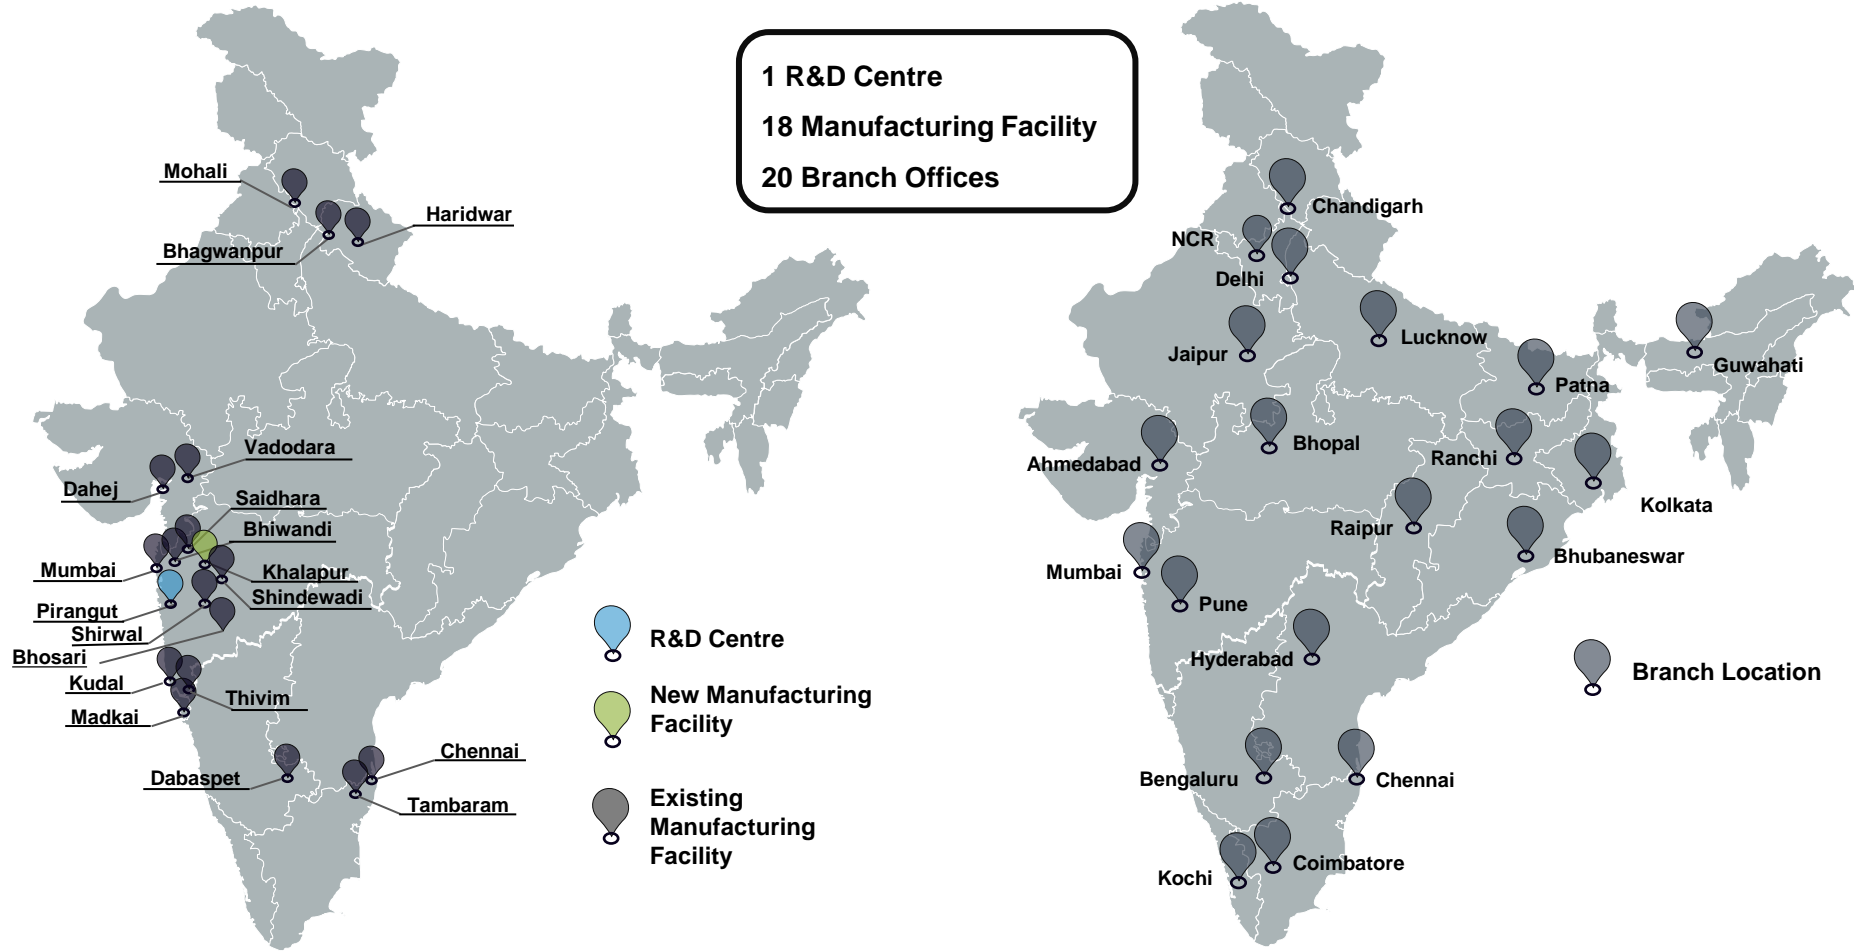 1 R&D Centre
18 Manufacturing Facility
20 Branch Offices
Mohali
Haridwar
Bhagwanpur
Vadodara
Dahej
Saidhara
Bhiwandi
Mumbai
Khalapur
Shindewadi
Pirangut
Shirwal
Bhosari
Kudal
Thivim
Madkai
Chennai
Dabaspet
Tambaram
R&D Centre
New Manufacturing
Facility
Existing
Manufacturing
Facility
Chandigarh
NCR
Delhi
Lucknow
Jaipur
Guwahati
Patna
Bhopal
Ranchi
Ahmedabad
Kolkata
Raipur
Bhubaneswar
Mumbai
Pune
Hyderabad
Branch Location
Bengaluru
Chennai
Coimbatore
Kochi